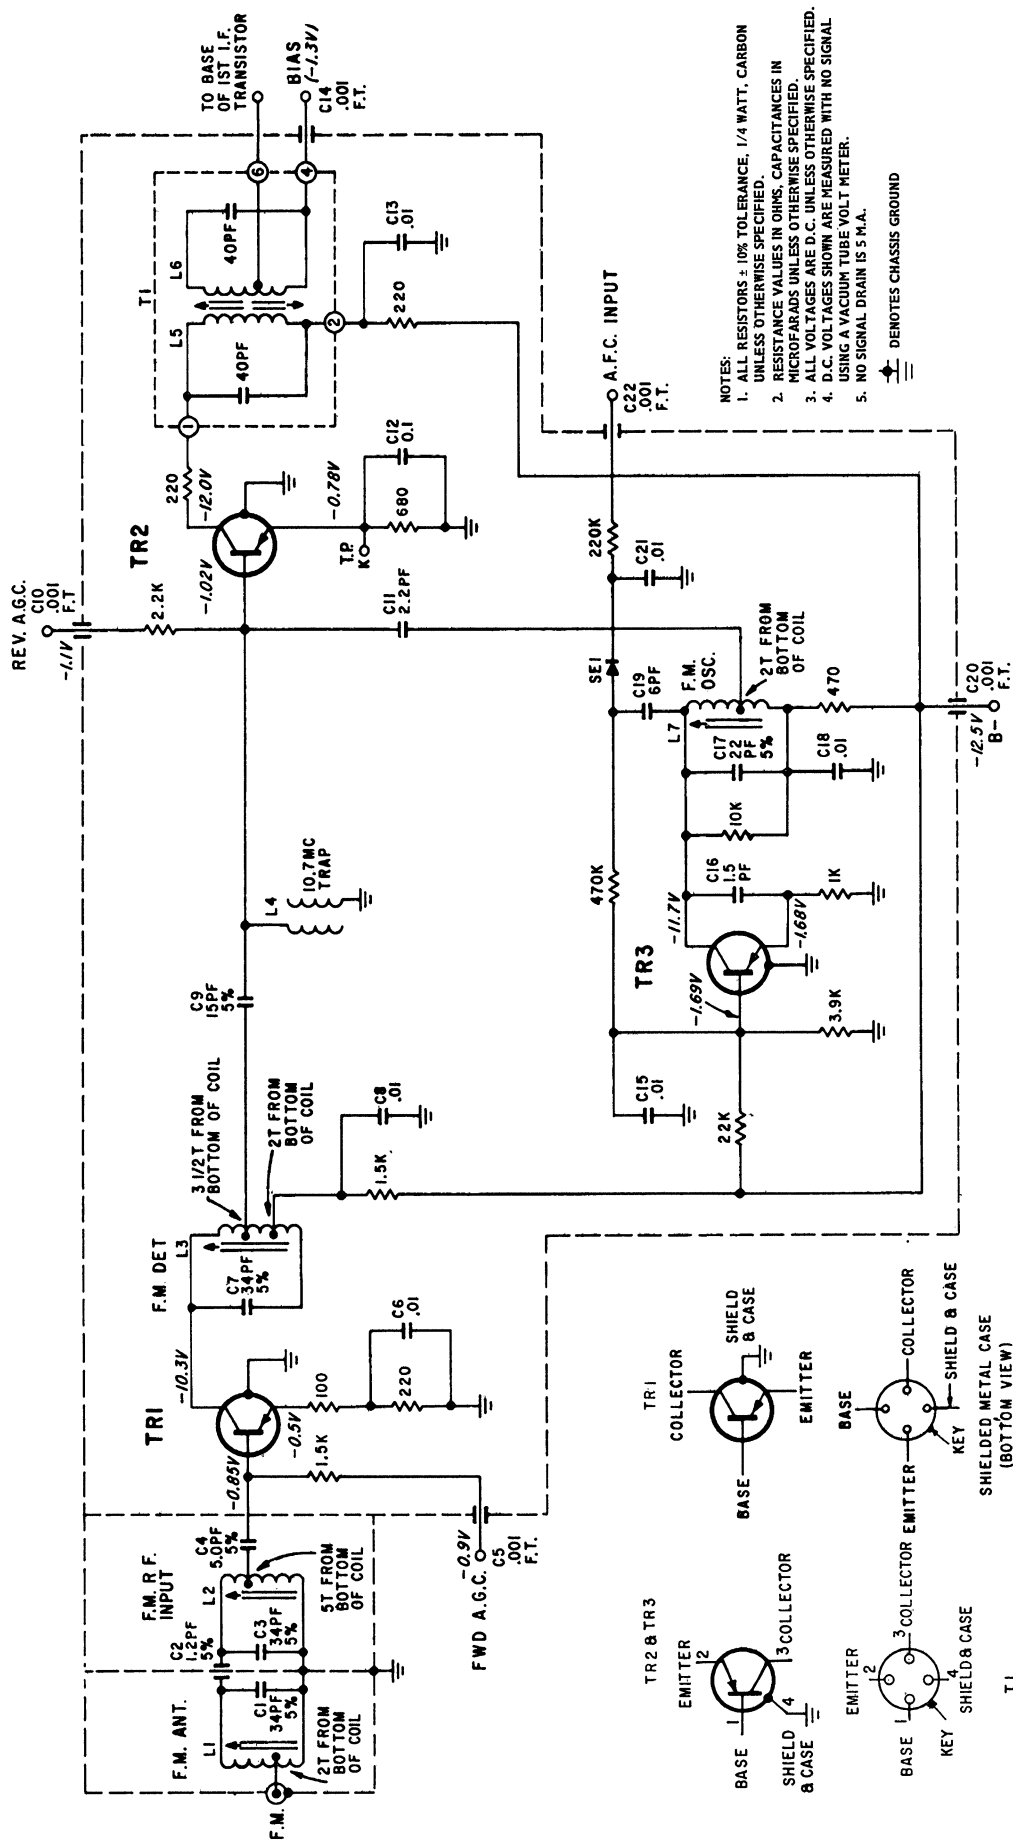 REV. A.G.C.
C10
.001
F.T
-1.1V
2.2K
TO BASE
OF 1ST I.F.
TRANSISTOR
BIAS
(-1.3V)
C14
.001
F.T.
T1
L5
L6
40PF
40PF
1
2
4
6
C13
.01
220
220
-12.0V
TR2
-1.02V
-0.78V
T.P.
K
680
C12
0.1
C11
2.2PF
L4
10.7MC
TRAP
C9
15PF
5%
3 1/2T FROM
BOTTOM OF COIL
2T FROM
BOTTOM
OF COIL
F.M. DET
L3
C7
34PF
5%
C8
.01
1.5K
-10.3V
TR1
-0.85V
-0.5V
100
220
C6
.01
1.5K
-0.9V
FWD A.G.C.
C5
.001
F.T.
C4
5.0PF
5%
F.M. R.F.
INPUT
L2
C2
1.2PF
5%
C3
34PF
5%
5T FROM
BOTTOM
OF COIL
F.M. ANT.
L1
C1
34PF
5%
2T FROM
BOTTOM
OF COIL
F.M.
A.F.C. INPUT
C22
.001
F.T.
220K
C21
.01
SE1
C19
6PF
F.M.
OSC.
L7
2T FROM
BOTTOM
OF COIL
470
C17
22
PF
5%
C18
.01
10K
C16
1.5
PF
1K
470K
-11.7V
TR3
-1.68V
-1.69V
3.9K
C15
.01
22K
-12.5V
C20
.001
F.T.
B-
NOTES:
1. ALL RESISTORS ± 10% TOLERANCE, 1/4 WATT, CARBON
UNLESS OTHERWISE SPECIFIED.
2. RESISTANCE VALUES IN OHMS, CAPACITANCES IN
MICROFARADS UNLESS OTHERWISE SPECIFIED.
3. ALL VOLTAGES ARE D.C. UNLESS OTHERWISE SPECIFIED.
4. D.C. VOLTAGES SHOWN ARE MEASURED WITH NO SIGNAL
USING A VACUUM TUBE VOLT METER.
5. NO SIGNAL DRAIN IS 5 M.A.
DENOTES CHASSIS GROUND
TR2 & TR3
EMITTER
2
BASE
1
3
COLLECTOR
4
SHIELD
& CASE
EMITTER
2
3
COLLECTOR
BASE
1
KEY
4
SHIELD & CASE
TR1
COLLECTOR
BASE
SHIELD
& CASE
EMITTER
BASE
COLLECTOR
EMITTER
KEY
SHIELD & CASE
SHIELDED METAL CASE
(BOTTOM VIEW)